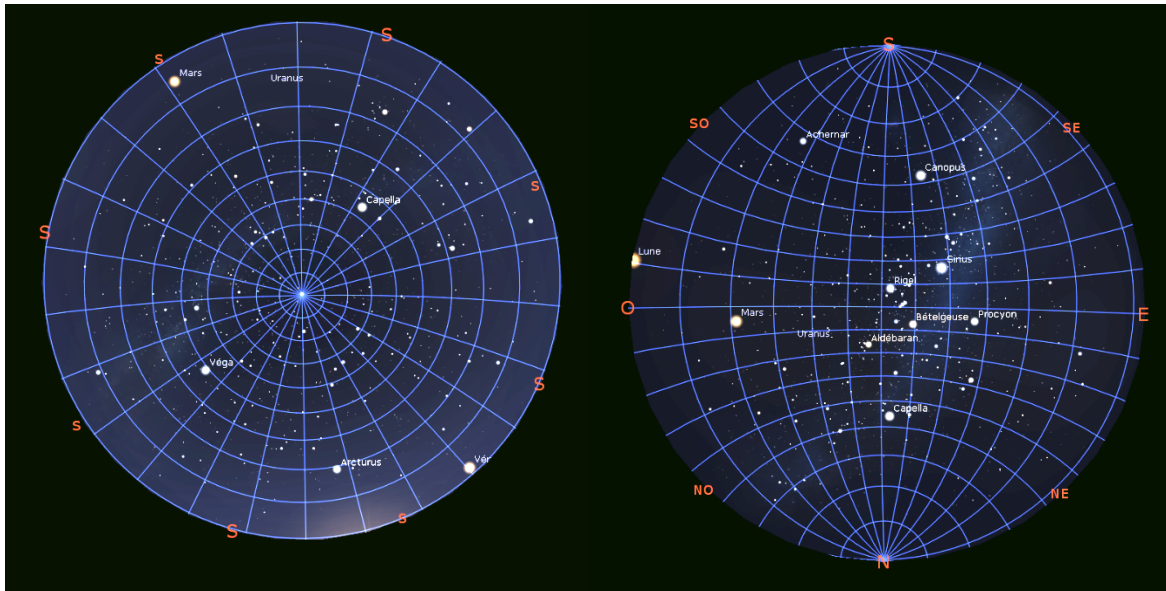 S
S
Mars
Uranus
S
Capella
S
Véga
S
S
Arcturus
Vér
S
S
S
SO
SE
Achernar
Canopus
Lune
Sirius
Rigel
O
Mars
Bételgeuse
Procyon
E
Uranus
Aldébaran
Capella
NO
NE
N